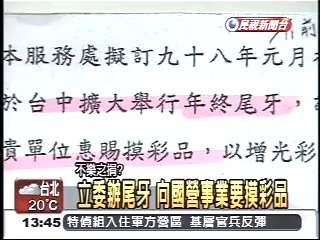 民視新聞台
前
本服務處擬訂九十八年元月
於台中擴大舉行年終尾牙，
貴單位惠賜摸彩品，以增光彩
不樂之捐?
台北
20℃
立委辦尾牙 向國營事業要摸彩品
13:45
特偵組入住軍方營區 基層官兵反彈